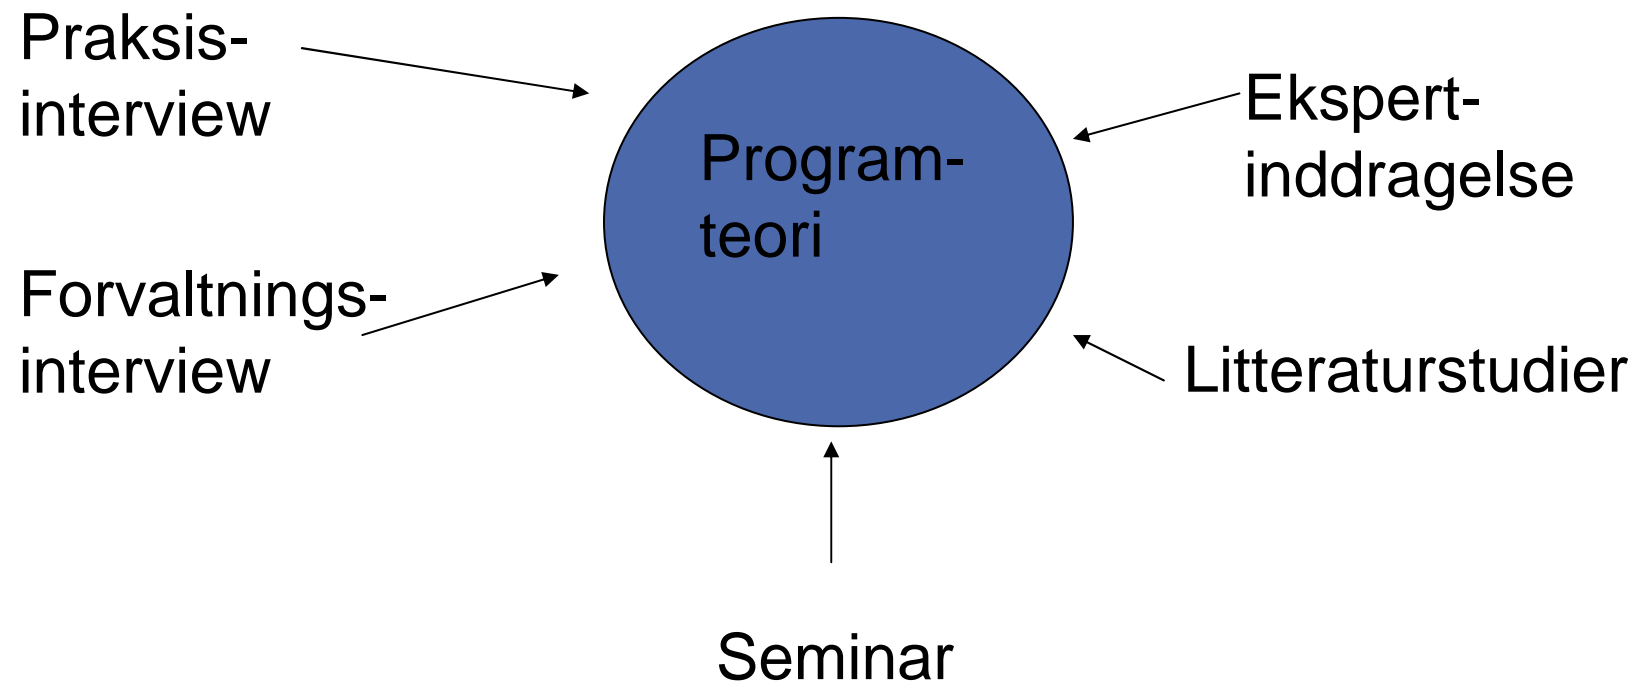 Praksis-
interview
Forvaltnings-
interview
Program-
teori
Ekspert-
inddragelse
Litteraturstudier
Seminar